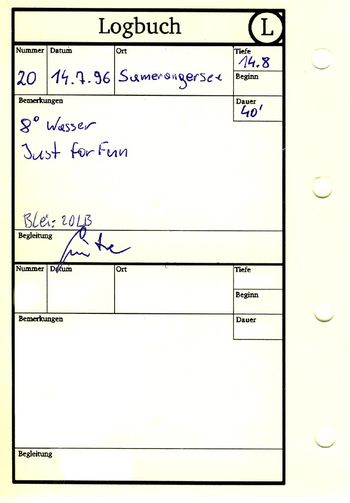 Logbuch L
Nummer Datum Ort Tiefe
20 14.7.96 Samerangersee 14.8
Beginn
Bemerkungen Dauer
40'
8° Wasser
Just for Fun
Blei: 20LB
Begleitung
Nummer Datum Ort Tiefe
Beginn
Bemerkungen Dauer
Begleitung